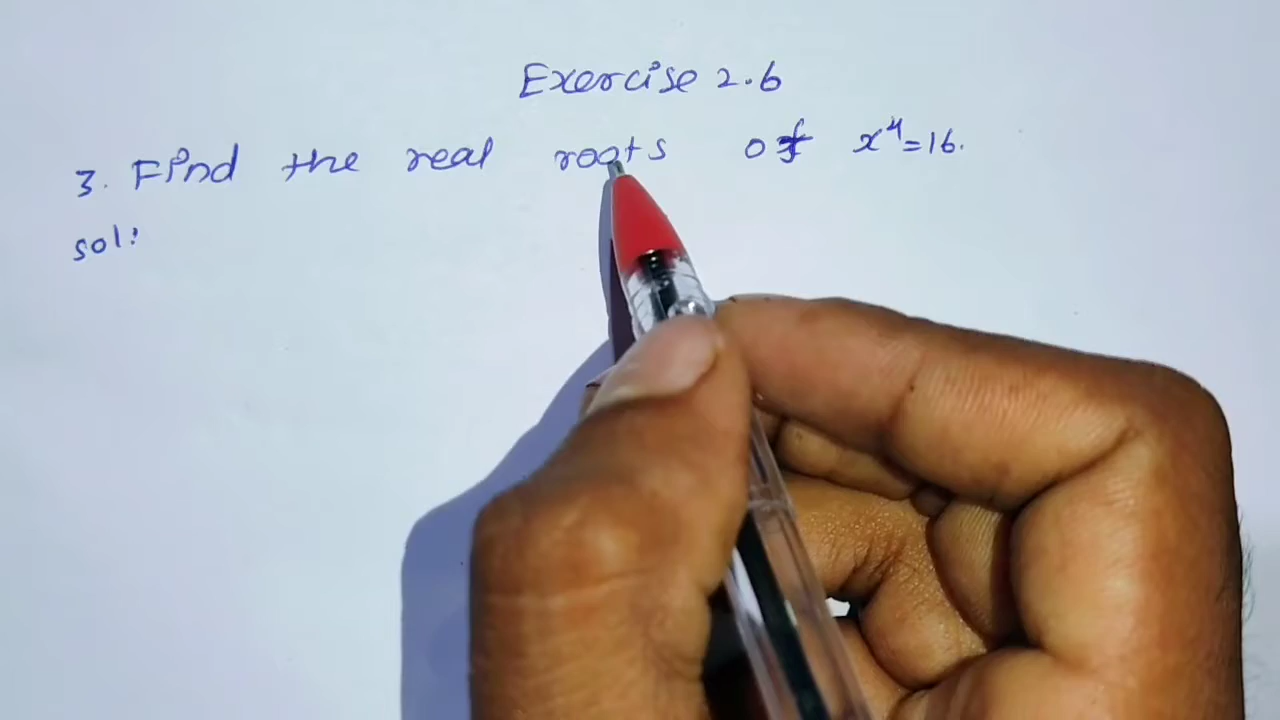 Exercise 2.6
3. Find the real roots of x⁴=16.
sol: